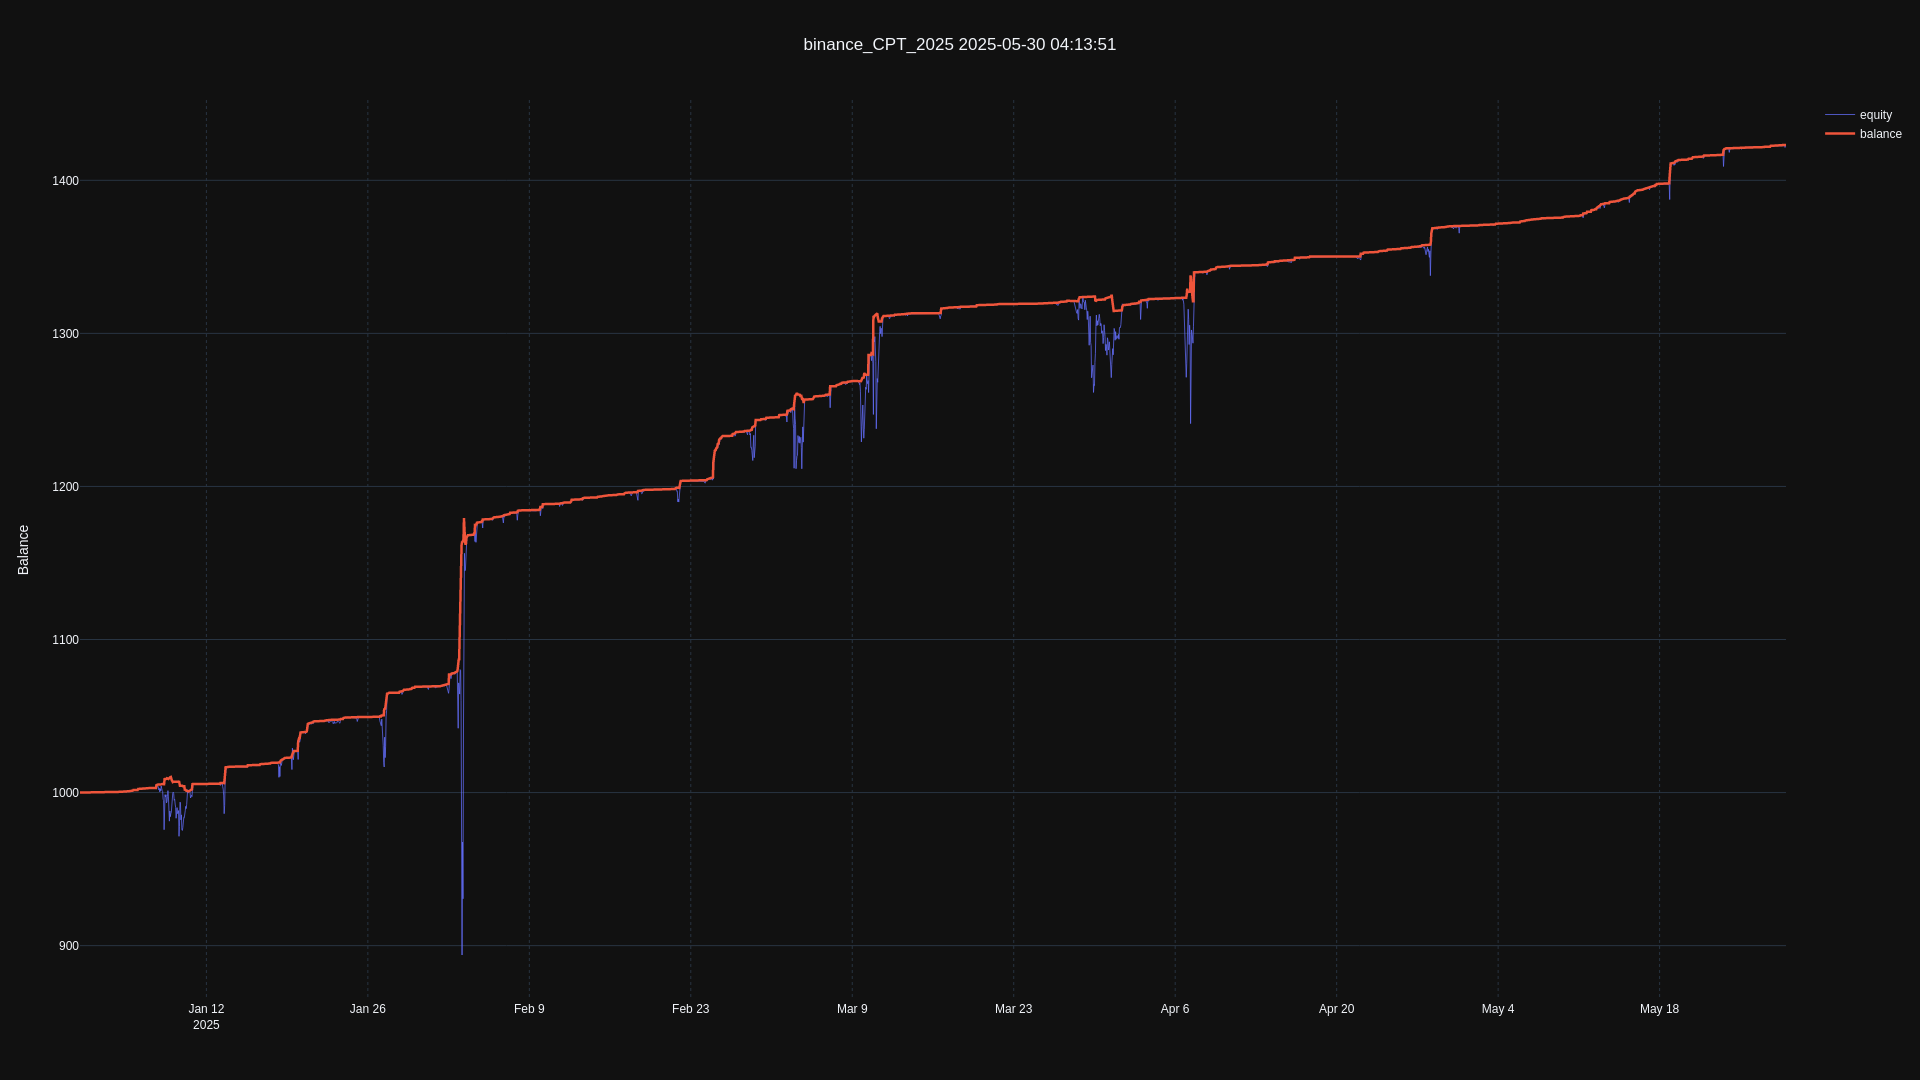 binance_CPT_2025 2025-05-30 04:13:51
equity
balance
1400
1300
1200
1100
1000
900
Balance
Jan 12
2025
Jan 26
Feb 9
Feb 23
Mar 9
Mar 23
Apr 6
Apr 20
May 4
May 18